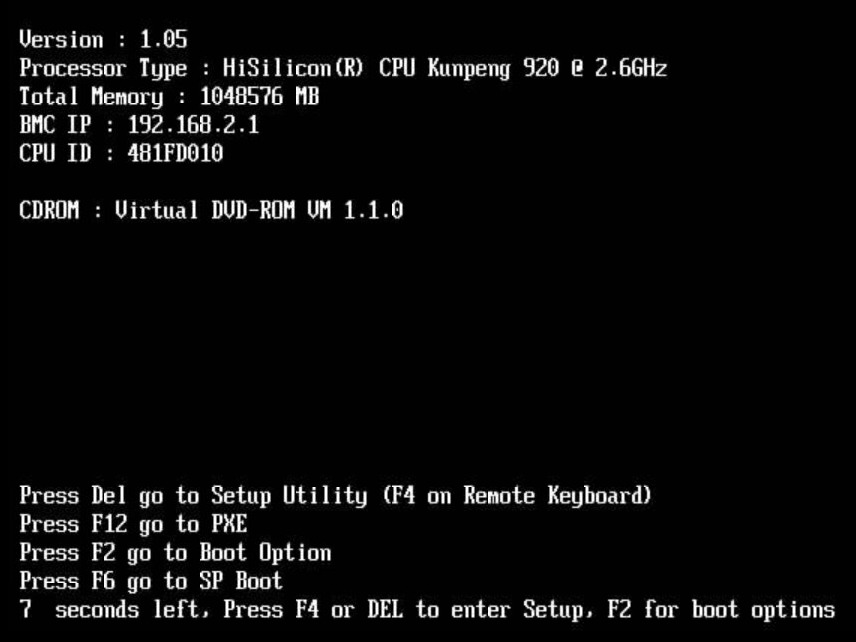 Version : 1.05
Processor Type : HiSilicon(R) CPU Kunpeng 920 @ 2.6GHz
Total Memory : 1048576 MB
BMC IP : 192.168.2.1
CPU ID : 481FD010
CDROM : Virtual DVD-ROM VM 1.1.0
Press Del go to Setup Utility (F4 on Remote Keyboard)
Press F12 go to PXE
Press F2 go to Boot Option
Press F6 go to SP Boot
7 seconds left, Press F4 or DEL to enter Setup, F2 for boot options